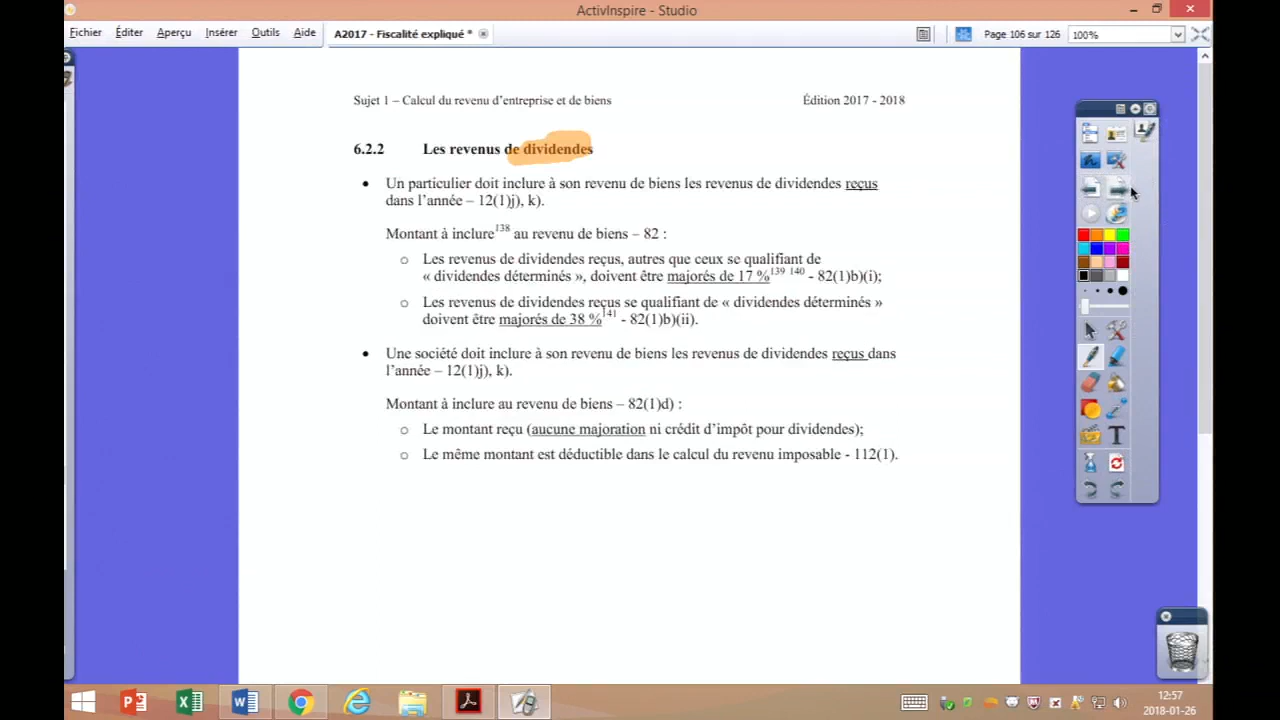 ActivInspire - Studio
Fichier Éditer Aperçu Insérer Outils Aide A2017 - Fiscalité expliqué * Page 106 sur 126 100%
Sujet 1 – Calcul du revenu d’entreprise et de biens Édition 2017 - 2018
6.2.2 Les revenus de dividendes
• Un particulier doit inclure à son revenu de biens les revenus de dividendes reçus
dans l’année – 12(1)j), k).
Montant à inclure138 au revenu de biens – 82 :
o Les revenus de dividendes reçus, autres que ceux se qualifiant de
« dividendes déterminés », doivent être majorés de 17 %139 140 - 82(1)b)(i);
o Les revenus de dividendes reçus se qualifiant de « dividendes déterminés »
doivent être majorés de 38 %141 - 82(1)b)(ii).
• Une société doit inclure à son revenu de biens les revenus de dividendes reçus dans
l’année – 12(1)j), k).
Montant à inclure au revenu de biens – 82(1)d) :
o Le montant reçu (aucune majoration ni crédit d’impôt pour dividendes);
o Le même montant est déductible dans le calcul du revenu imposable - 112(1).
12:57
2018-01-26